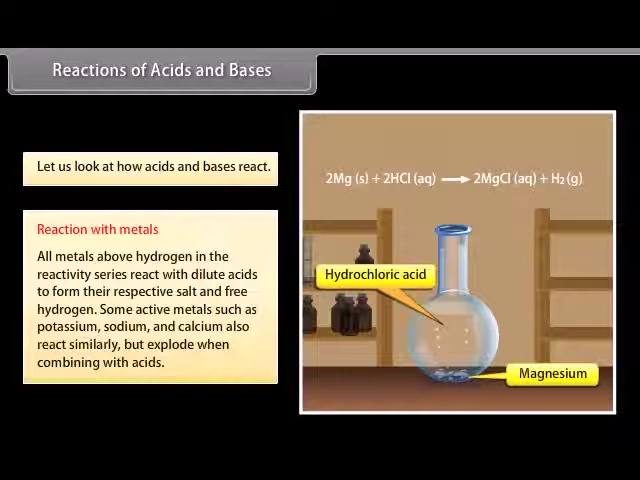 Reactions of Acids and Bases
Let us look at how acids and bases react.
Reaction with metals
All metals above hydrogen in the
reactivity series react with dilute acids
to form their respective salt and free
hydrogen. Some active metals such as
potassium, sodium, and calcium also
react similarly, but explode when
combining with acids.
2Mg (s) + 2HCl (aq) ⟶ 2MgCl (aq) + H₂ (g)
Hydrochloric acid
Magnesium